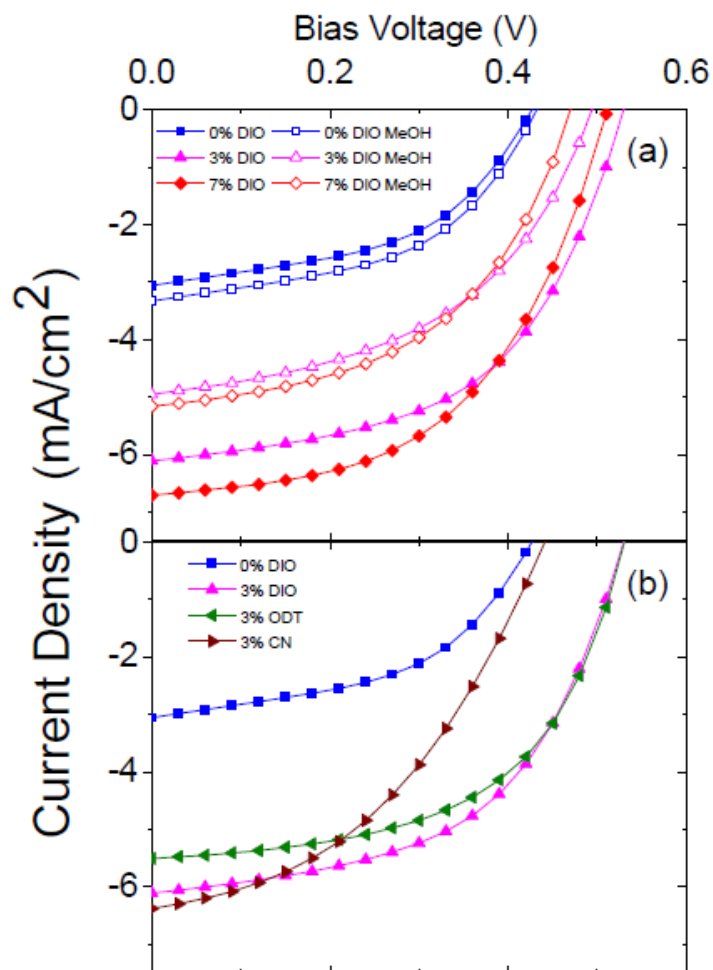 Bias Voltage (V)
0.0 0.2 0.4 0.6
Current Density (mA/cm²)
0
-2
-4
-6
(a)
0% DIO 0% DIO MeOH
3% DIO 3% DIO MeOH
7% DIO 7% DIO MeOH
0
-2
-4
-6
(b)
0% DIO
3% DIO
3% ODT
3% CN